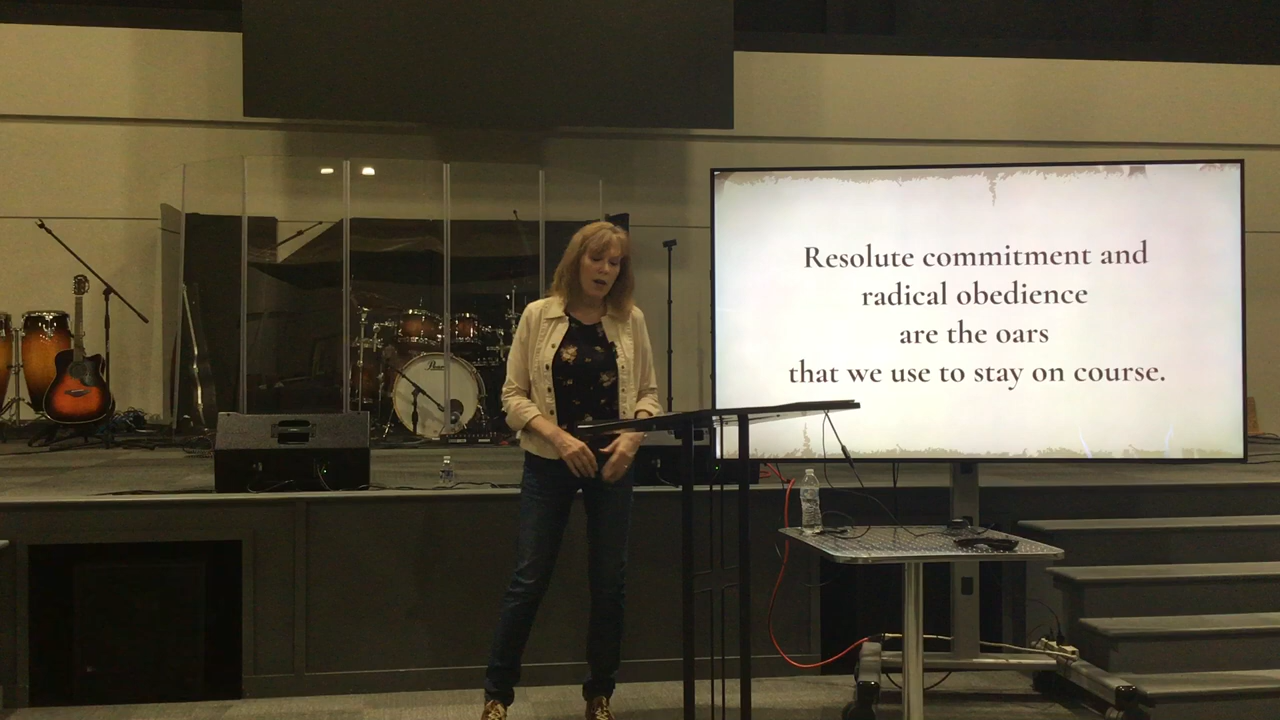 Resolute commitment and
radical obedience
are the oars
that we use to stay on course.